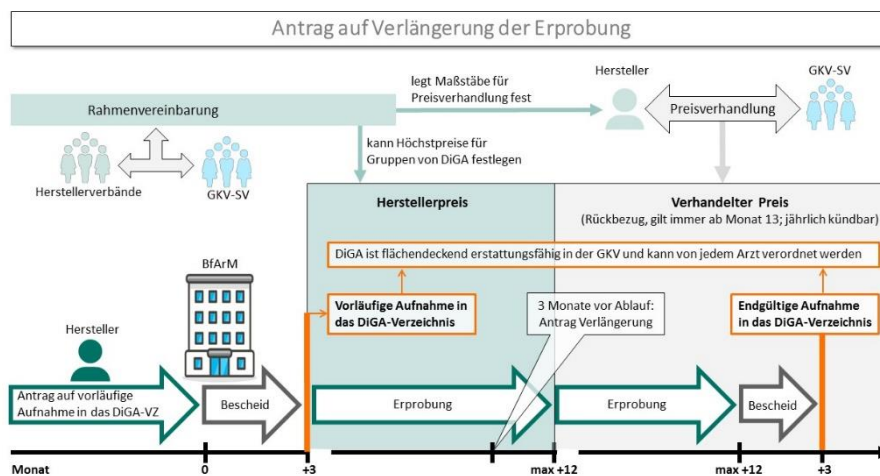 Antrag auf Verlängerung der Erprobung
Rahmenvereinbarung
legt Maßstäbe für
Preisverhandlung fest
Hersteller
Preisverhandlung
GKV-SV
Herstellerverbände
GKV-SV
kann Höchstpreise für
Gruppen von DiGA festlegen
Herstellerpreis
Verhandelter Preis
(Rückbezug, gilt immer ab Monat 13; jährlich kündbar)
DiGA ist flächendeckend erstattungsfähig in der GKV und kann von jedem Arzt verordnet werden
BfArM
Vorläufige Aufnahme in
das DiGA-Verzeichnis
3 Monate vor Ablauf:
Antrag Verlängerung
Endgültige Aufnahme
in das DiGA-Verzeichnis
Hersteller
Antrag auf vorläufige
Aufnahme in das DiGA-VZ
Bescheid
Erprobung
Erprobung
Bescheid
Monat
0
+3
max +12
max +12
+3